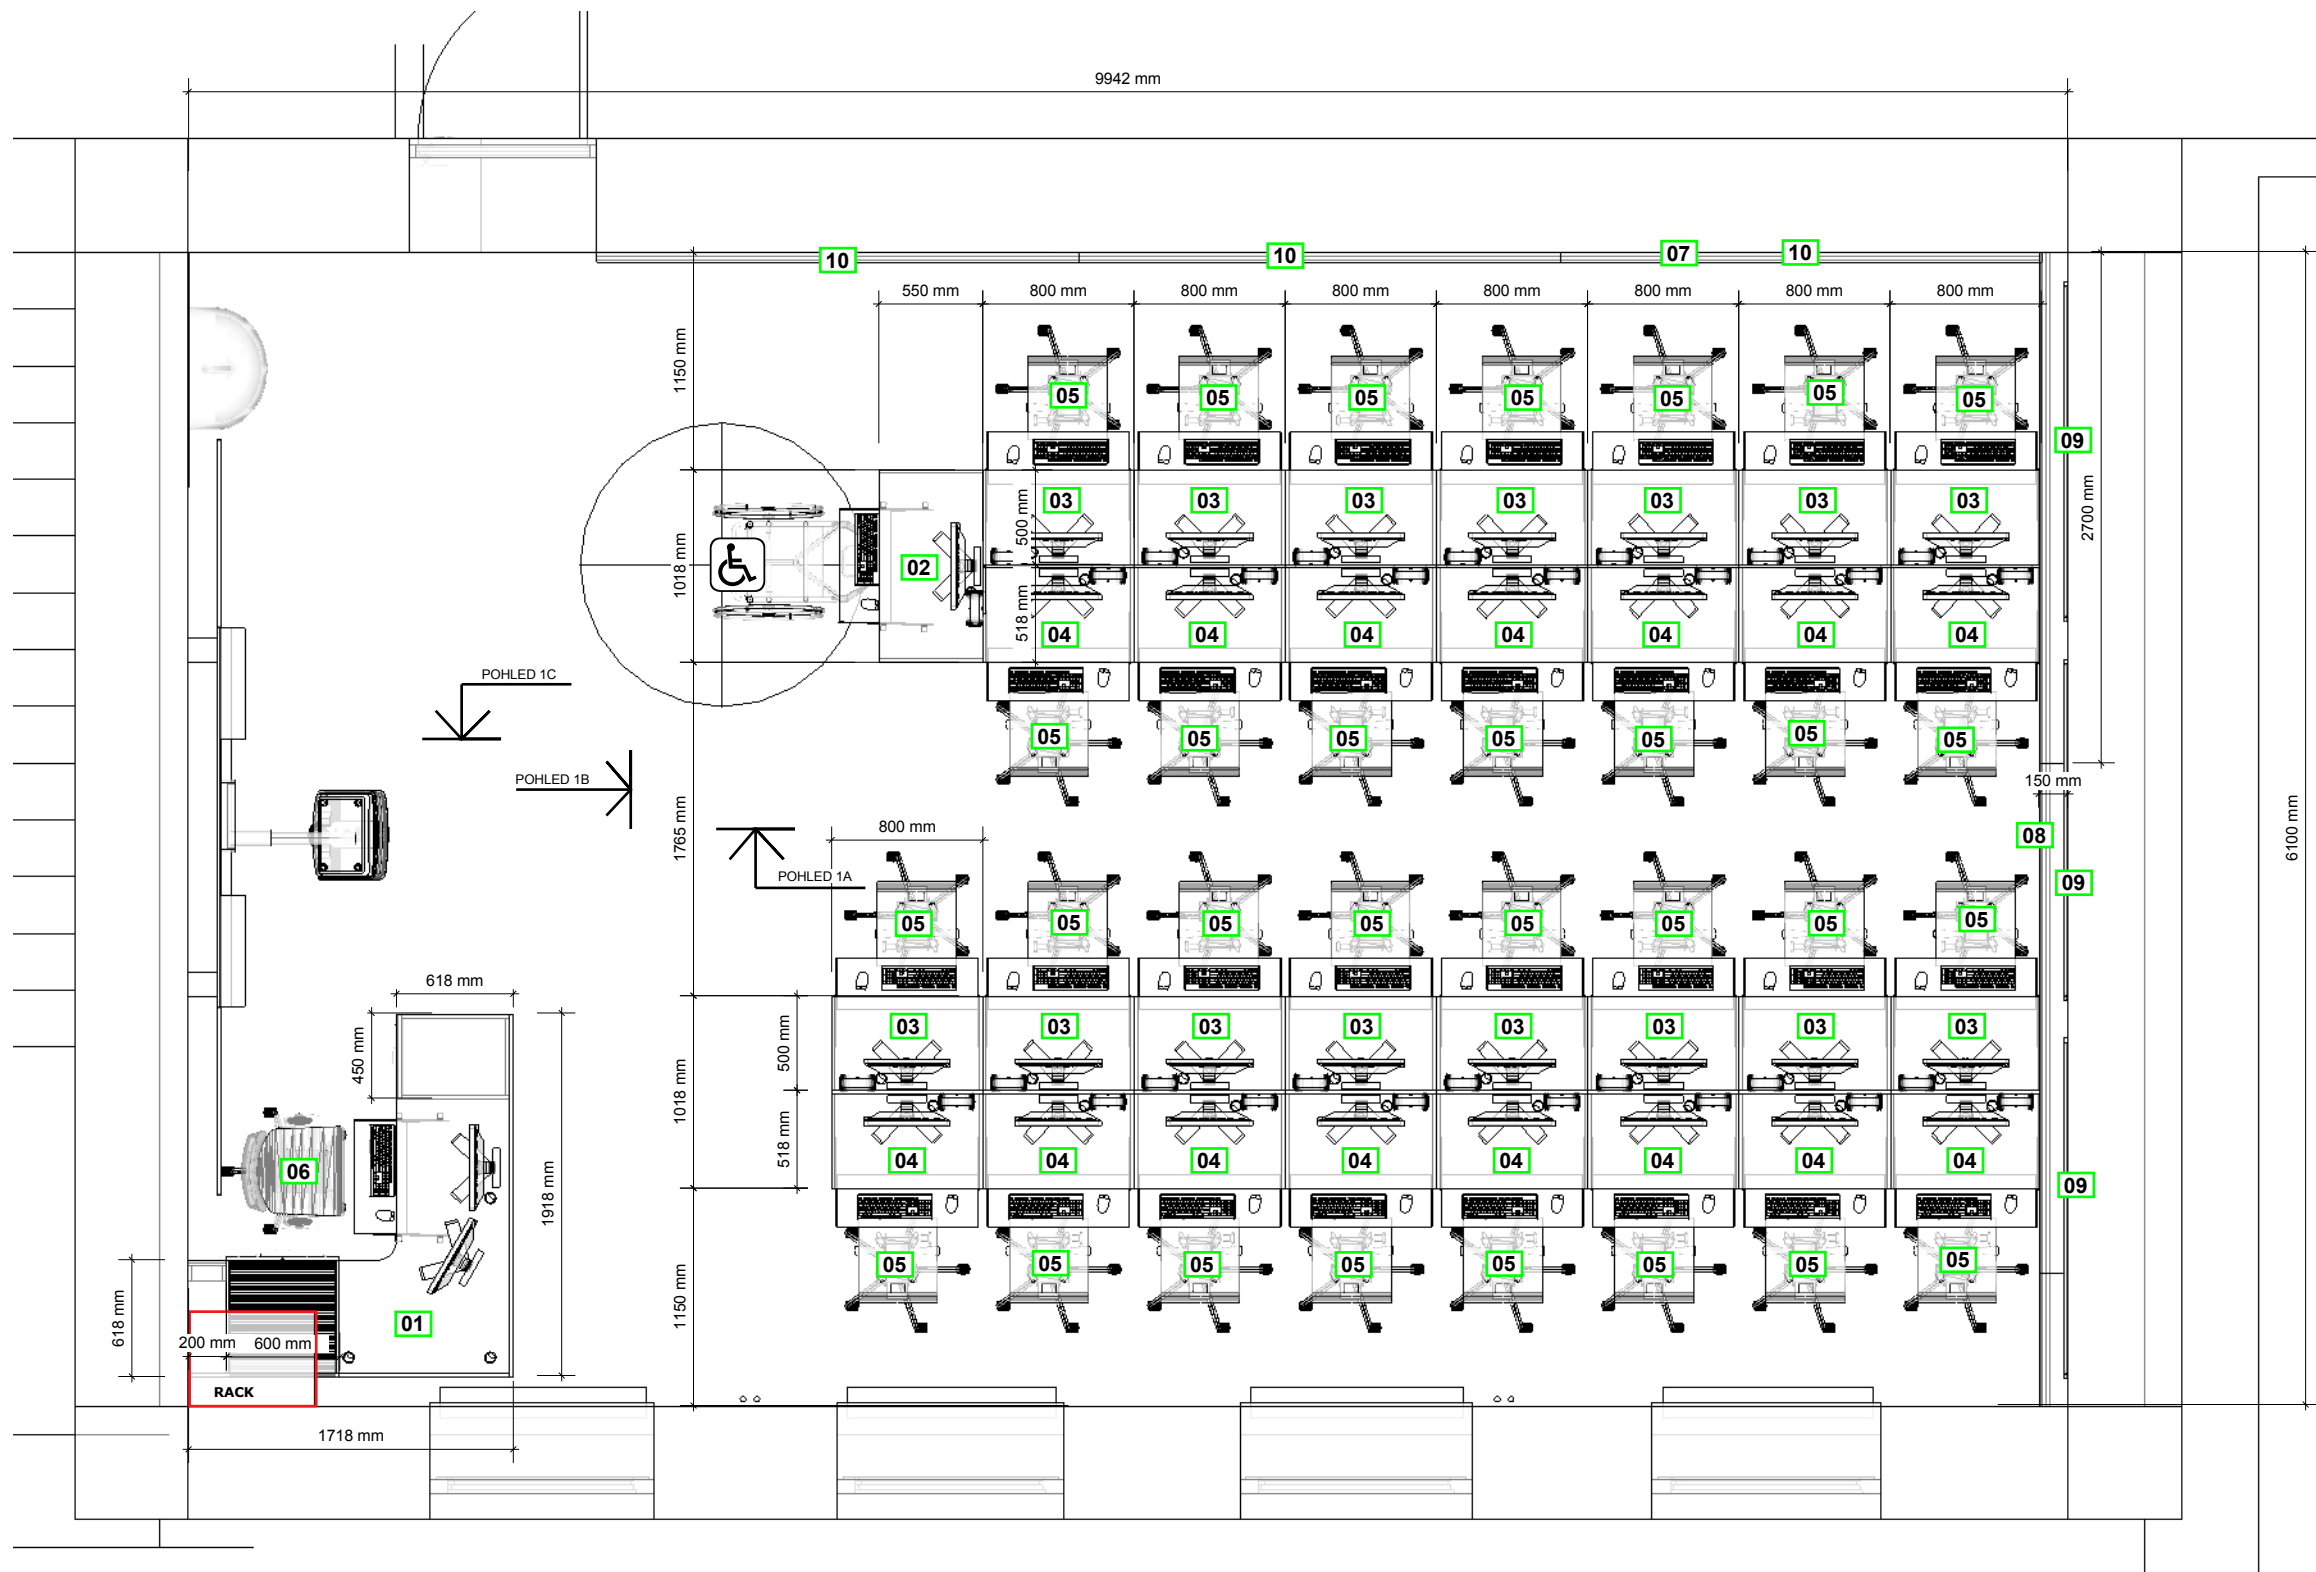 9942 mm
10 10 07 10
550 mm 800 mm 800 mm 800 mm 800 mm 800 mm 800 mm 800 mm
1150 mm
05 05 05 05 05 05 05
09
03 03 03 03 03 03 03
500 mm
2700 mm
1018 mm
02
518 mm
04 04 04 04 04 04 04
POHLED 1C
05 05 05 05 05 05 05
POHLED 1B
150 mm
1765 mm
800 mm
08
6100 mm
POHLED 1A
09
05 05 05 05 05 05 05 05
618 mm
03 03 03 03 03 03 03 03
450 mm
500 mm
1018 mm
518 mm
04 04 04 04 04 04 04 04
06
09
1918 mm
05 05 05 05 05 05 05 05
1150 mm
618 mm
01
200 mm 600 mm
RACK
1718 mm